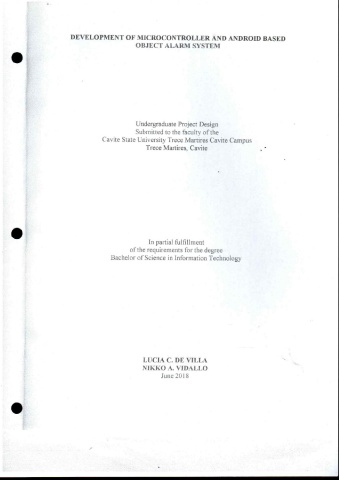 DEVELOPMENT OF MICROCONTROLLER AND ANDROID BASED
OBJECT ALARM SYSTEM
Undergraduate Project Design
Submitted to the faculty of the
Cavite State University Trece Martires Cavite Campus
Trece Martires, Cavite
In partial fulfillment
of the requirements for the degree
Bachelor of Science in Information Technology
LUCIA C. DE VILLA
NIKKO A. VIDALLO
June 2018